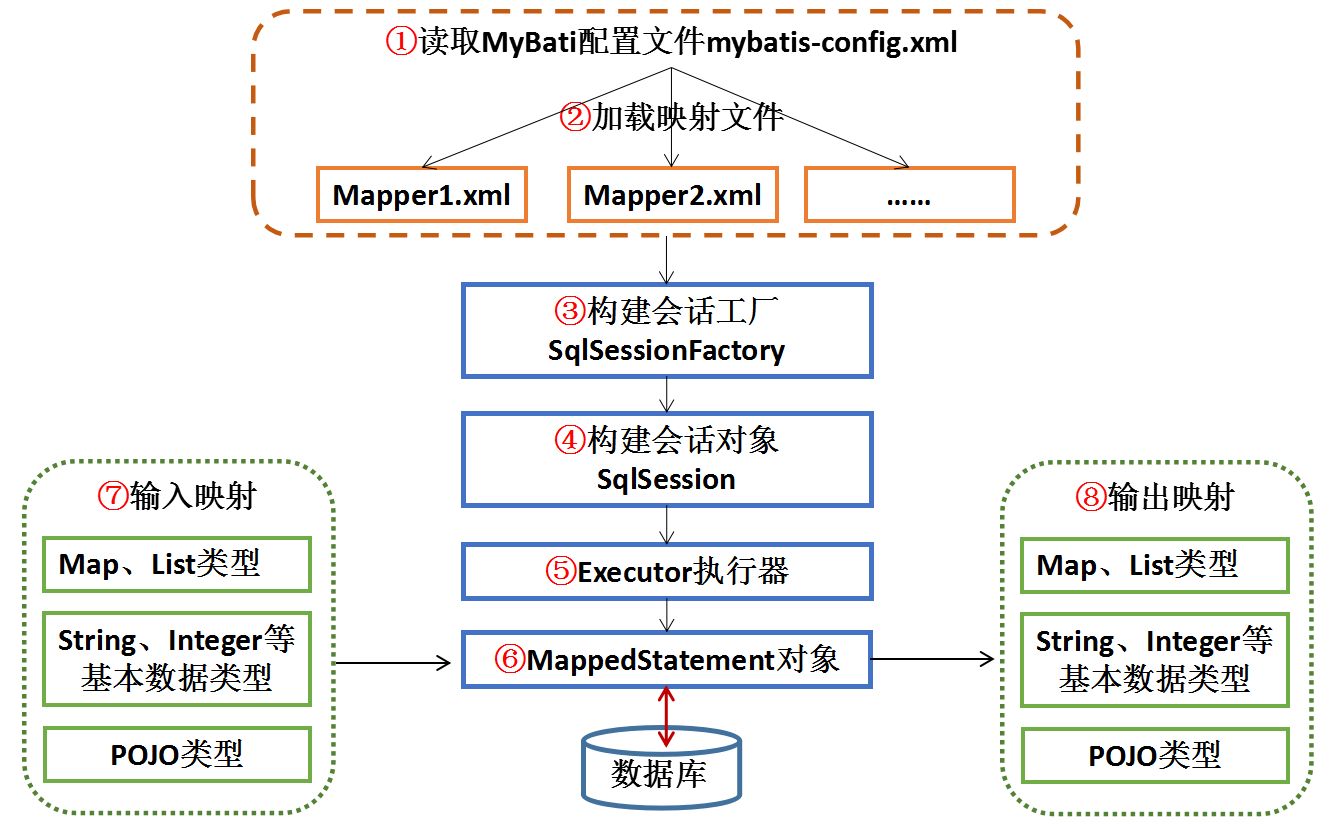 ①读取MyBati配置文件mybatis-config.xml
②加载映射文件
Mapper1.xml
Mapper2.xml
……
③构建会话工厂
SqlSessionFactory
④构建会话对象
SqlSession
⑤Executor执行器
⑥MappedStatement对象
数据库
⑦输入映射
Map、List类型
String、Integer等
基本数据类型
POJO类型
⑧输出映射
Map、List类型
String、Integer等
基本数据类型
POJO类型